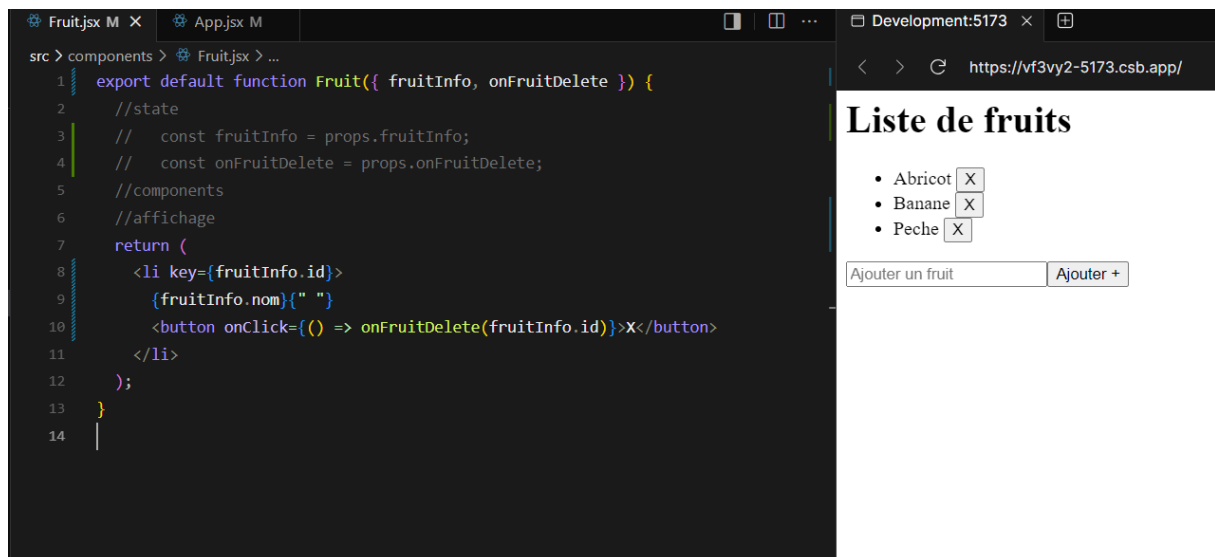 Fruit.jsx M X App.jsx M
src > components > Fruit.jsx > ...
1 export default function Fruit({ fruitInfo, onFruitDelete }) {
2 //state
3 //   const fruitInfo = props.fruitInfo;
4 //   const onFruitDelete = props.onFruitDelete;
5 //components
6 //affichage
7 return (
8 <li key={fruitInfo.id}>
9 {fruitInfo.nom}{" "}
10 <button onClick={() => onFruitDelete(fruitInfo.id)}>X</button>
11 </li>
12 );
13 }
14
Development:5173
https://vf3vy2-5173.csb.app/
Liste de fruits
• Abricot X
• Banane X
• Peche X
Ajouter un fruit Ajouter +